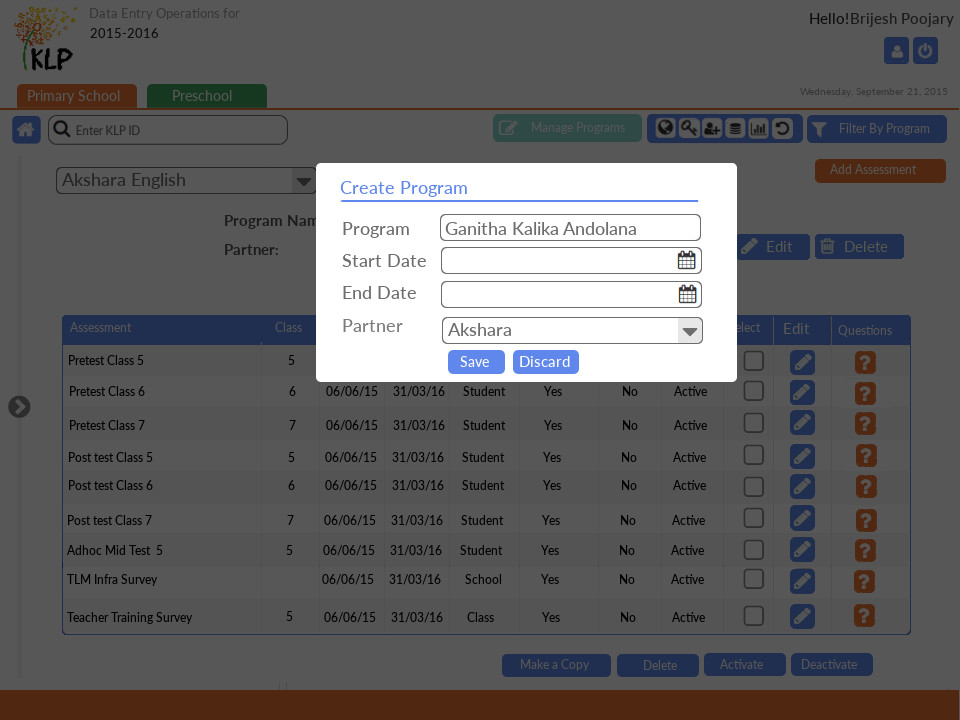 Data Entry Operations for
2015-2016
Hello!Brijesh Poojary
KLP
Primary School
Preschool
Wednesday, September 21, 2015
Enter KLP ID
Manage Programs
Filter By Program
Akshara English
Add Assessment
Program Nam
Partner:
Edit
Delete
Create Program
Program Ganitha Kalika Andolana
Start Date
End Date
Partner Akshara
Save Discard
Assessment Class elect Edit Questions
Pretest Class 5 5 ?
Pretest Class 6 6 06/06/15 31/03/16 Student Yes No Active ?
Pretest Class 7 7 06/06/15 31/03/16 Student Yes No Active ?
Post test Class 5 5 06/06/15 31/03/16 Student Yes No Active ?
Post test Class 6 6 06/06/15 31/03/16 Student Yes No Active ?
Post test Class 7 7 06/06/15 31/03/16 Student Yes No Active ?
Adhoc Mid Test 5 5 06/06/15 31/03/16 Student Yes No Active ?
TLM Infra Survey 06/06/15 31/03/16 School Yes No Active ?
Teacher Training Survey 5 06/06/15 31/03/16 Class Yes No Active ?
Make a Copy Delete Activate Deactivate